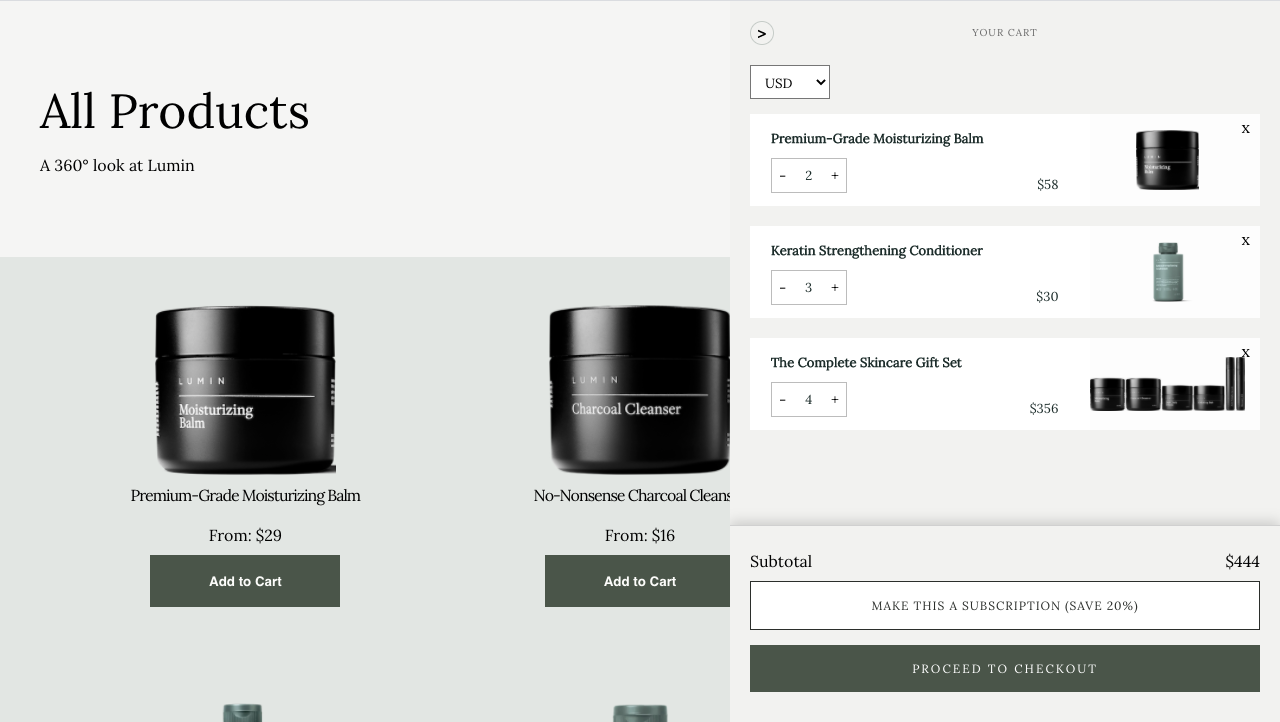 All Products
A 360° look at Lumin
LUMIN
Moisturizing
Balm
Premium-Grade Moisturizing Balm
From: $29
Add to Cart
LUMIN
Charcoal Cleanser
No-Nonsense Charcoal Cleans
From: $16
Add to Cart
>
YOUR CART
USD
Premium-Grade Moisturizing Balm
- 2 +
$58
X
Keratin Strengthening Conditioner
- 3 +
$30
X
The Complete Skincare Gift Set
- 4 +
$356
X
Subtotal
$444
MAKE THIS A SUBSCRIPTION (SAVE 20%)
PROCEED TO CHECKOUT